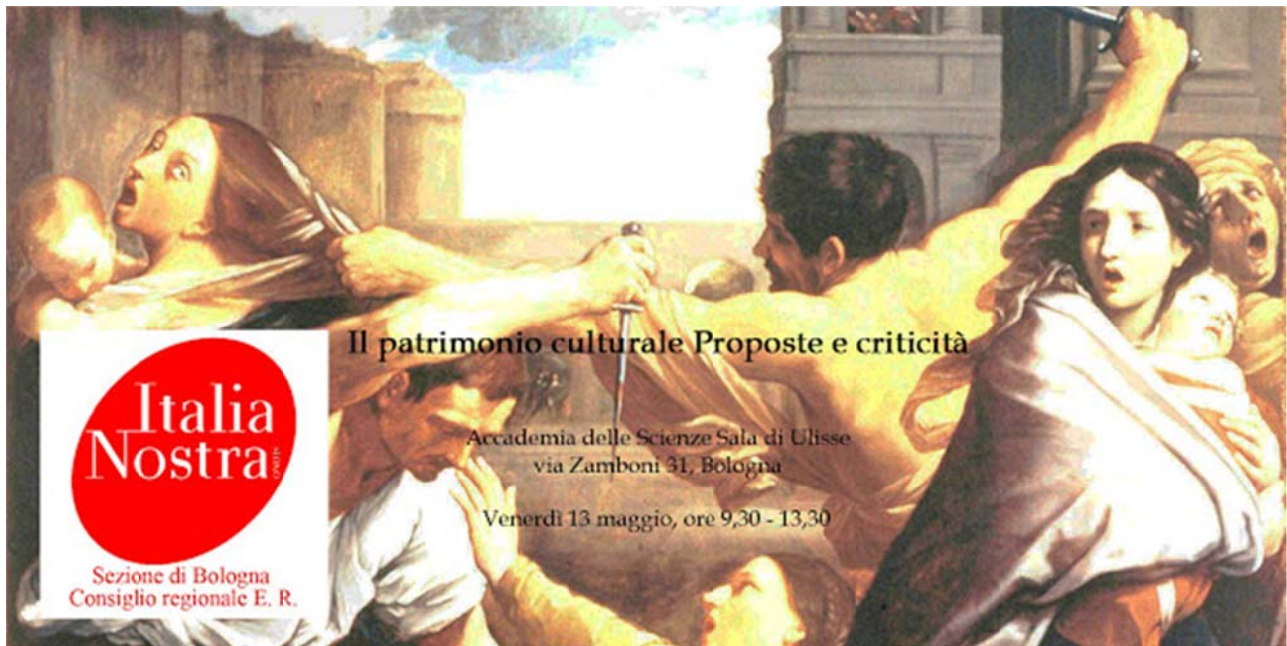 Il patrimonio culturale Proposte e criticità
Accademia delle Scienze Sala di Ulisse
via Zamboni 31, Bologna
Venerdì 13 maggio, ore 9,30 - 13,30
Italia
Nostra
Sezione di Bologna
Consiglio regionale E. R.